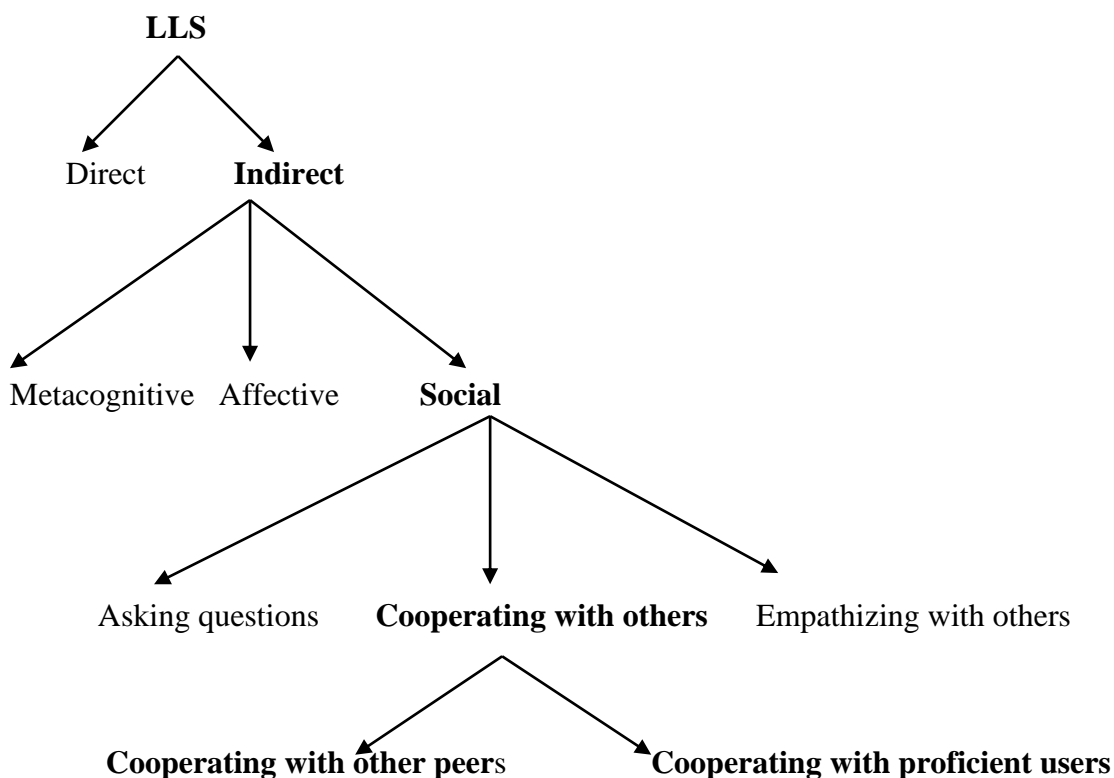 LLS
Direct Indirect
Metacognitive Affective Social
Asking questions Cooperating with others Empathizing with others
Cooperating with other peers Cooperating with proficient users